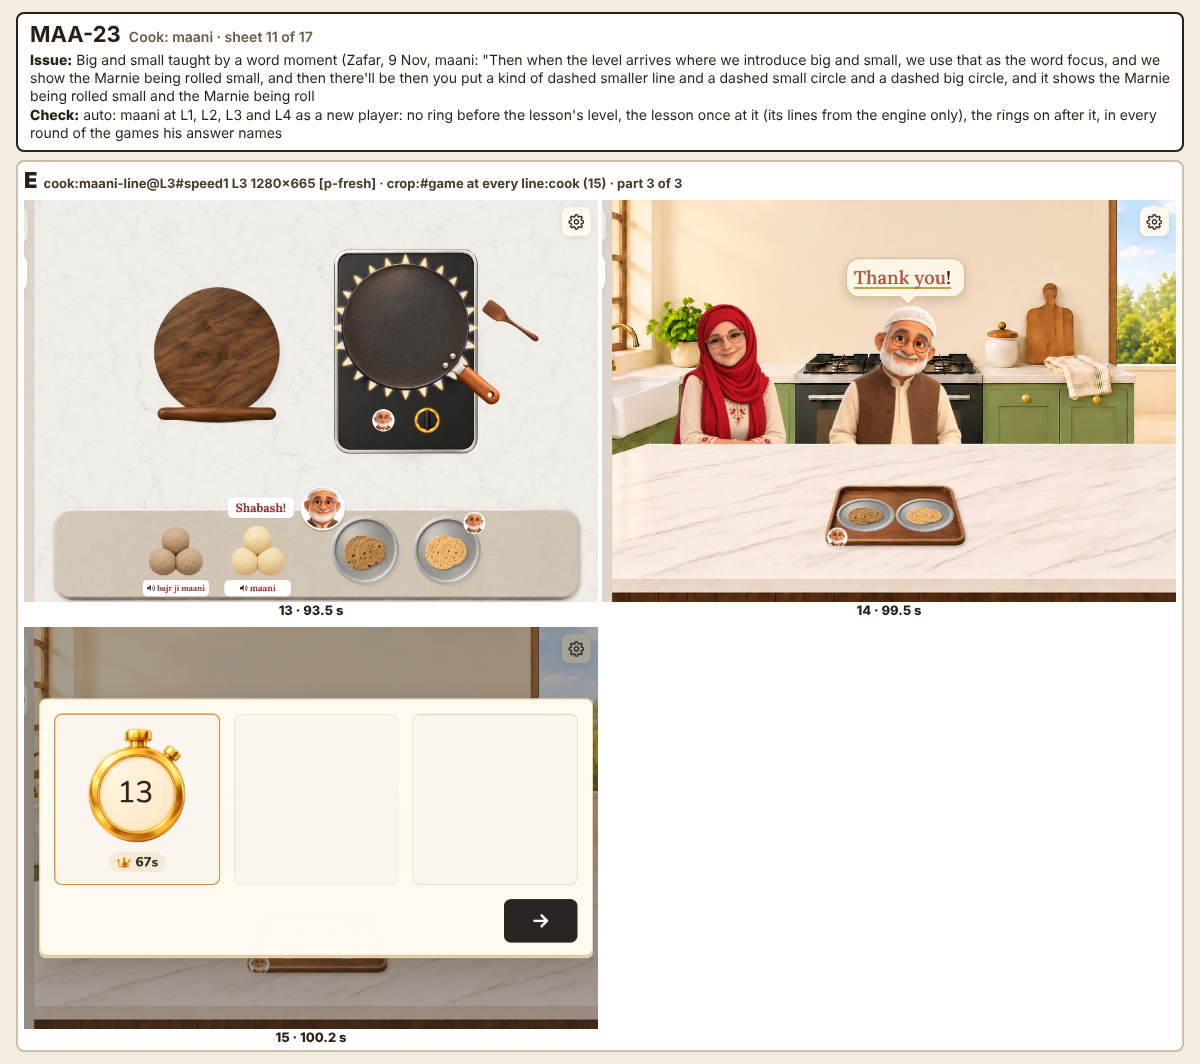 MAA-23 Cook: maani · sheet 11 of 17
Issue: Big and small taught by a word moment (Zafar, 9 Nov, maani: "Then when the level arrives where we introduce big and small, we use that as the word focus, and we
show the Marnie being rolled small, and then there'll be then you put a kind of dashed smaller line and a dashed small circle and a dashed big circle, and it shows the Marnie
being rolled small and the Marnie being roll
Check: auto: maani at L1, L2, L3 and L4 as a new player: no ring before the lesson's level, the lesson once at it (its lines from the engine only), the rings on after it, in every
round of the games his answer names
E cook:maani-line@L3#speed1 L3 1280×665 [p-fresh] · crop:#game at every line:cook (15) · part 3 of 3
Shabash!
bajr ji maani
maani
13 · 93.5 s
Thank you!
14 · 99.5 s
13
67s
15 · 100.2 s